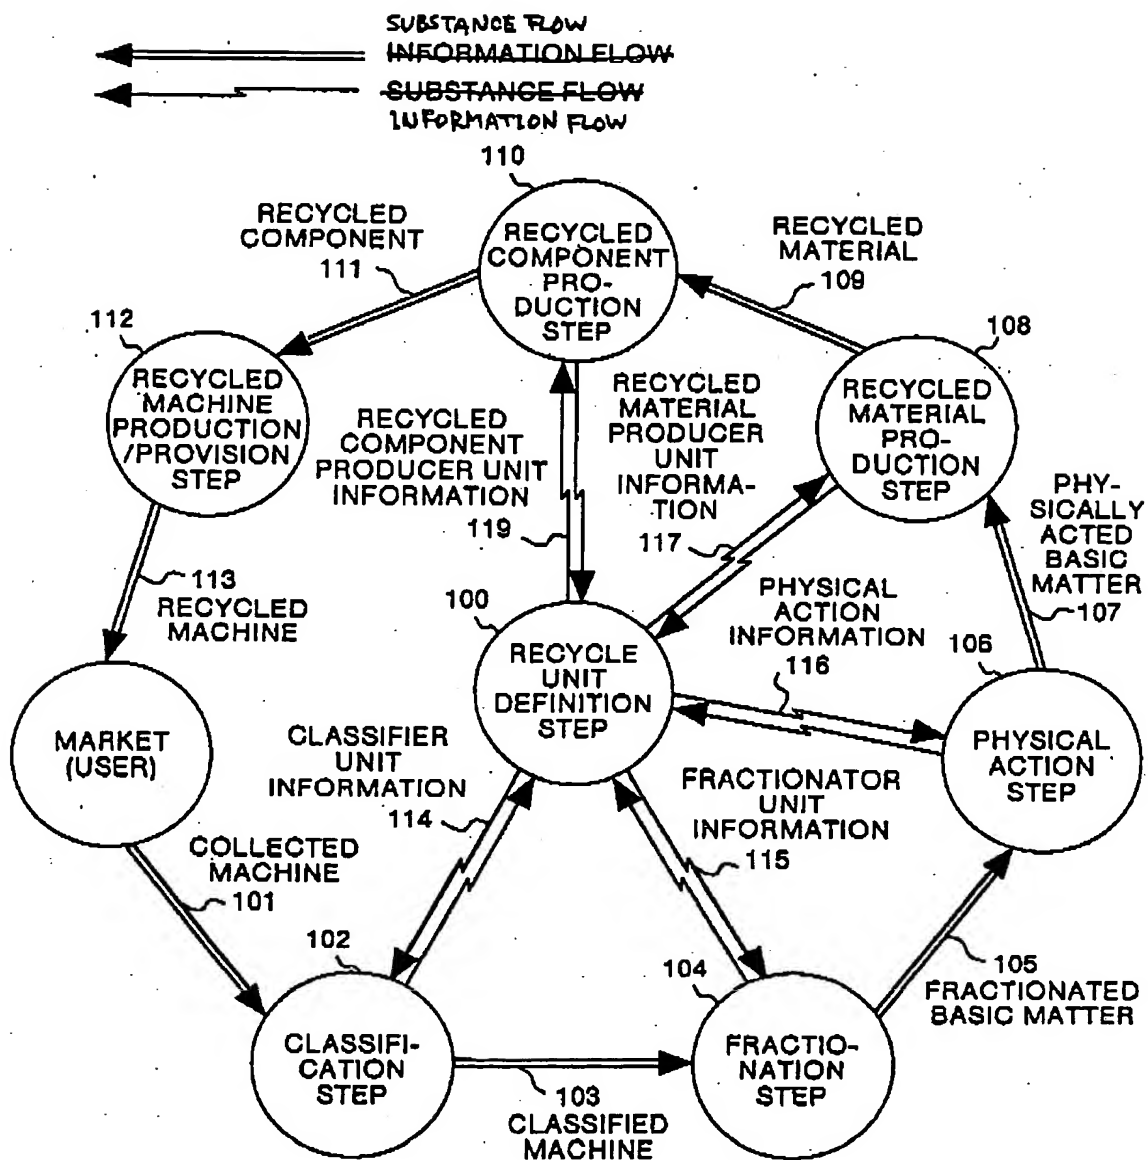 SUBSTANCE FLOW
INFORMATION FLOW
SUBSTANCE FLOW
INFORMATION FLOW
110
RECYCLED
COMPONENT
111
RECYCLED
COMPONENT
PRO-
DUCTION
STEP
RECYCLED
MATERIAL
109
112
RECYCLED
MACHINE
PRODUCTION
/PROVISION
STEP
108
RECYCLED
MATERIAL
PRO-
DUCTION
STEP
RECYCLED
COMPONENT
PRODUCER UNIT
INFORMATION
119
RECYCLED
MATERIAL
PRODUCER
UNIT
INFORMA-
TION
117
PHY-
SICALLY
ACTED
BASIC
MATTER
107
113
RECYCLED
MACHINE
100
RECYCLE
UNIT
DEFINITION
STEP
PHYSICAL
ACTION
INFORMATION
116
106
PHYSICAL
ACTION
STEP
MARKET
(USER)
CLASSIFIER
UNIT
INFORMATION
114
FRACTIONATOR
UNIT
INFORMATION
115
COLLECTED
MACHINE
101
102
CLASSIFI-
CATION
STEP
103
CLASSIFIED
MACHINE
104
FRACTIO-
NATION
STEP
105
FRACTIONATED
BASIC MATTER